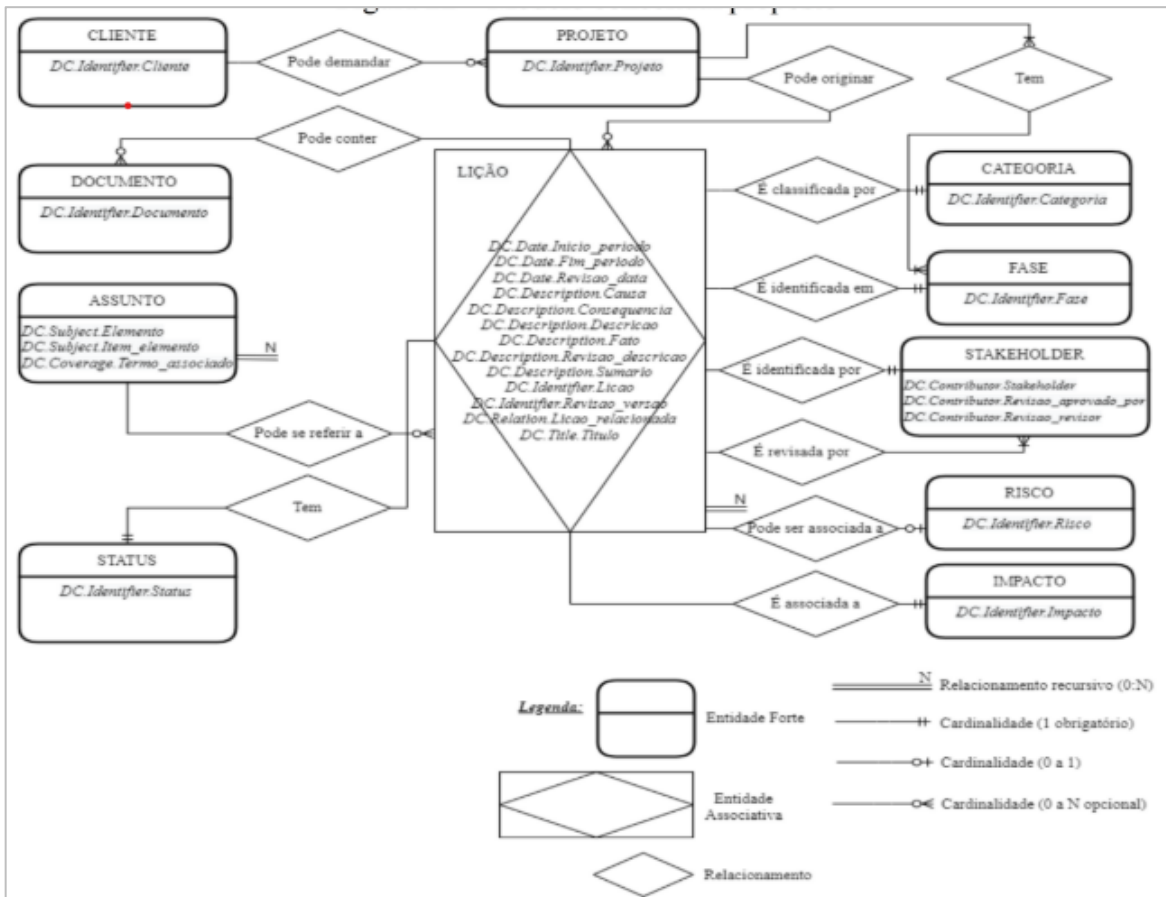 CLIENTE
DC.Identifier.Cliente
Pode demandar
PROJETO
DC.Identifier.Projeto
Pode originar
Tem
Pode conter
DOCUMENTO
DC.Identifier.Documento
LIÇÃO
DC.Date.Inicio_periodo
DC.Date.Fim_periodo
DC.Date.Revisao_data
DC.Description.Causa
DC.Description.Consequencia
DC.Description.Descricao
DC.Description.Fato
DC.Description.Revisao_descricao
DC.Description.Sumario
DC.Identifier.Licao
DC.Identifier.Revisao_versao
DC.Relation.Licao_relacionada
DC.Title.Titulo
É classificada por
CATEGORIA
DC.Identifier.Categoria
É identificada em
FASE
DC.Identifier.Fase
ASSUNTO
DC.Subject.Elemento
DC.Subject.Item_elemento
DC.Coverage.Termo_associado
N
É identificada por
STAKEHOLDER
DC.Contributor.Stakeholder
DC.Contributor.Revisao_aprovado_por
DC.Contributor.Revisao_revisor
Pode se referir a
É revisada por
Tem
N
Pode ser associada a
RISCO
DC.Identifier.Risco
STATUS
DC.Identifier.Status
É associada a
IMPACTO
DC.Identifier.Impacto
Legenda:
Entidade Forte
N
Relacionamento recursivo (0:N)
Cardinalidade (1 obrigatório)
Cardinalidade (0 a 1)
Cardinalidade (0 a N opcional)
Entidade
Associativa
Relacionamento